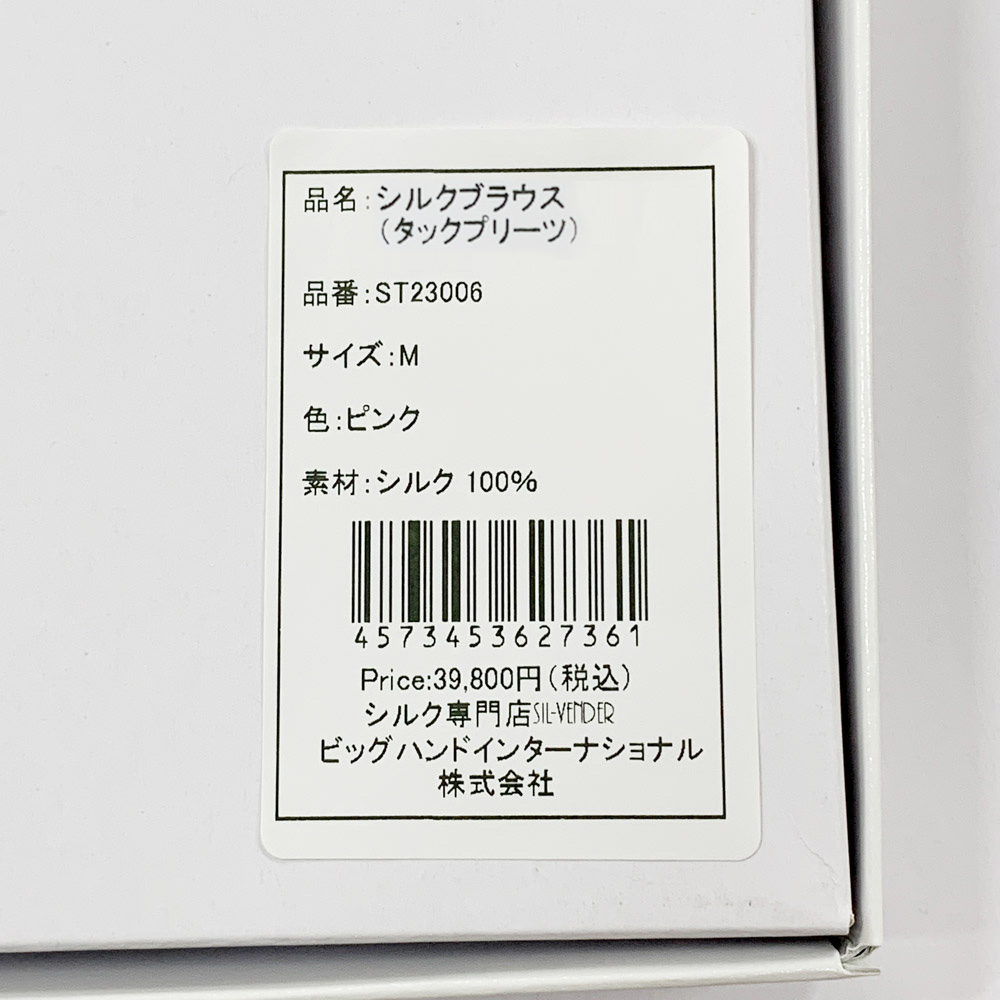 品名:シルクブラウス
(タックプリーツ)
品番:ST23006
サイズ:M
色:ピンク
素材:シルク 100%
4573453627361
Price:39,800円(税込)
シルク専門店SIL-VENDER
ビッグハンドインターナショナル
株式会社